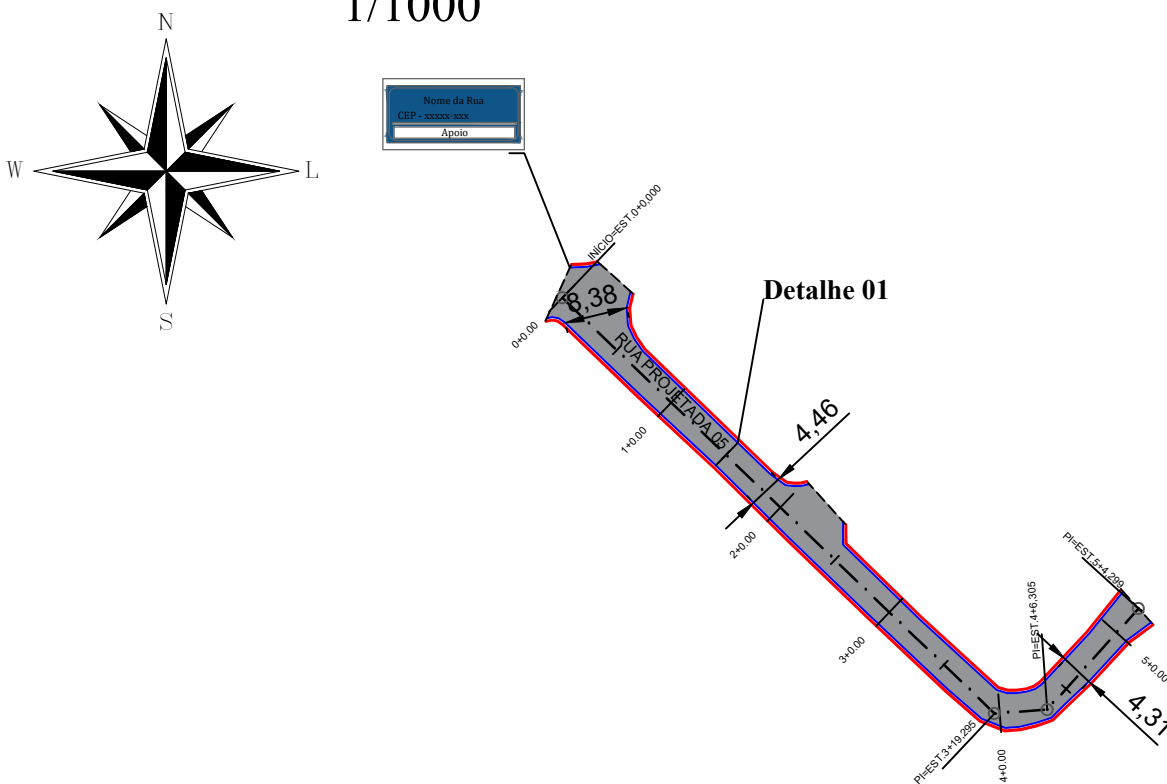 1/1000
N
W
L
S
Nome da Rua
CEP - xxxxx-xxx
Apoio
INÍCIO=EST.0+0,000
8,38
0+0.00
Detalhe 01
RUA PROJETADA 05
1+0.00
4,46
2+0.00
3+0.00
PI=EST.5+4,299
PI=EST.4+6,305
5+0.00
4,31
PI=EST.3+19,295
4+0.00